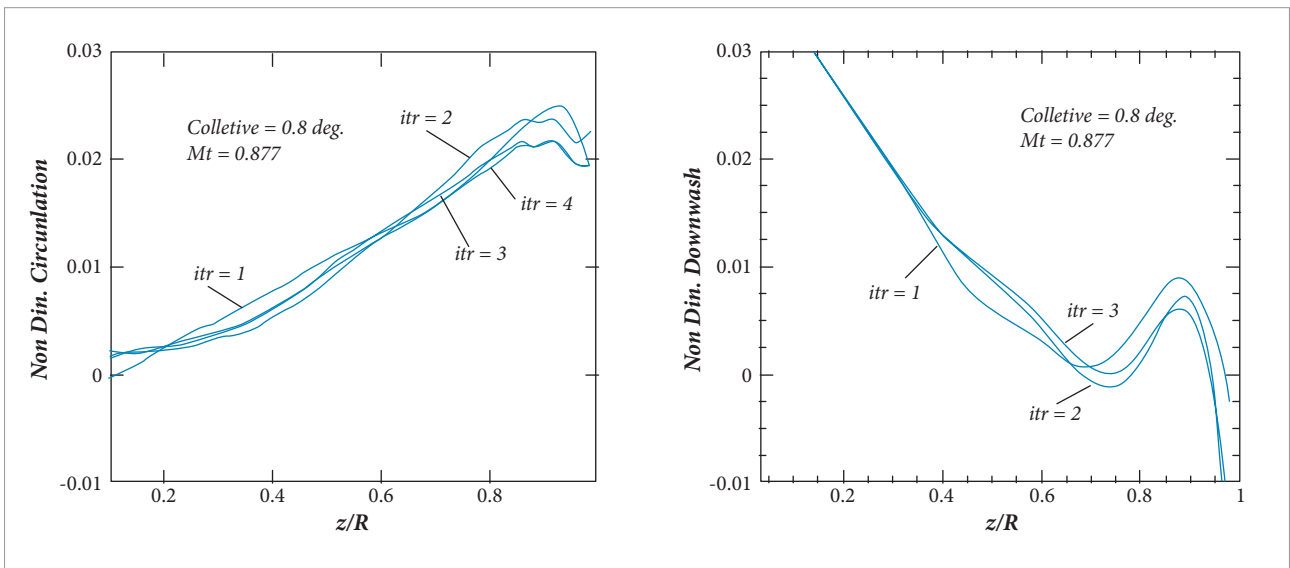 0.03
0.02
0.01
0
-0.01
Non Din. Circunlation
Colletive = 0.8 deg.
Mt = 0.877
itr = 2
itr = 4
itr = 3
itr = 1
0.2
0.4
0.6
0.8
z/R
0.03
0.02
0.01
0
-0.01
Non Din. Downwash
Colletive = 0.8 deg.
Mt = 0.877
itr = 1
itr = 3
itr = 2
0.2
0.4
0.6
0.8
1
z/R